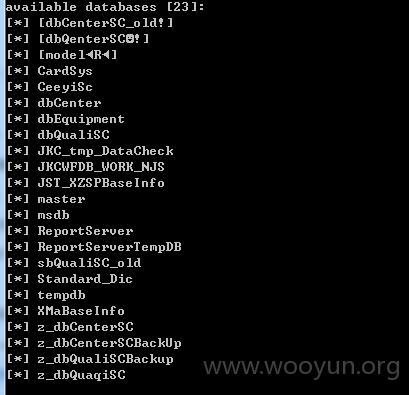 available databases [23]:
[*] [dbCenterSC_old!]
[*] [dbQenterSC◘!]
[*] [model◄R◄]
[*] CardSys
[*] CeeyiSc
[*] dbCenter
[*] dbEquipment
[*] dbQualiSC
[*] JKC_tmp_DataCheck
[*] JKCWFDB_WORK_NJS
[*] JST_XZSPBaseInfo
[*] master
[*] msdb
[*] ReportServer
[*] ReportServerTempDB
[*] sbQualiSC_old
[*] Standard_Dic
[*] tempdb
[*] XMaBaseInfo
[*] z_dbCenterSC
[*] z_dbCenterSCBackUp
[*] z_dbQualiSCBackup
[*] z_dbQuaqiSC
www.wooyun.org